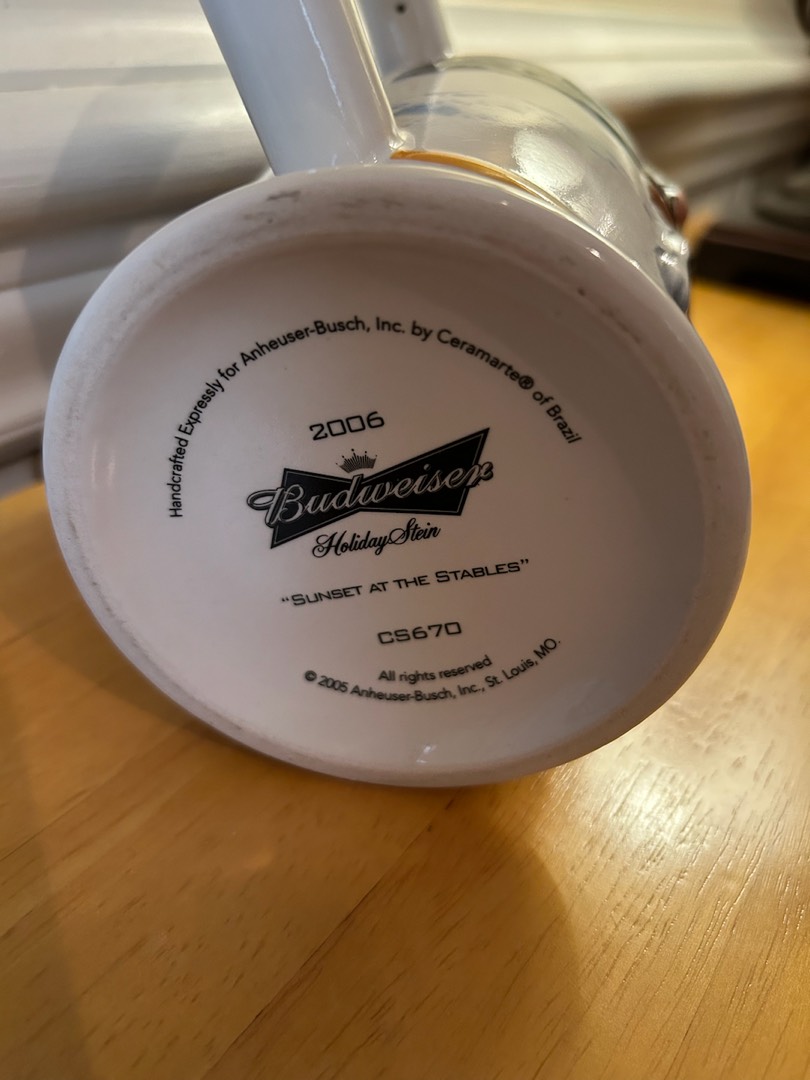 Handcrafted Expressly for Anheuser-Busch, Inc. by Ceramarte® of Brazil
2006
Budweiser
Holiday Stein
“SUNSET AT THE STABLES”
CS670
All rights reserved
© 2005 Anheuser-Busch, Inc., St. Louis, MO.